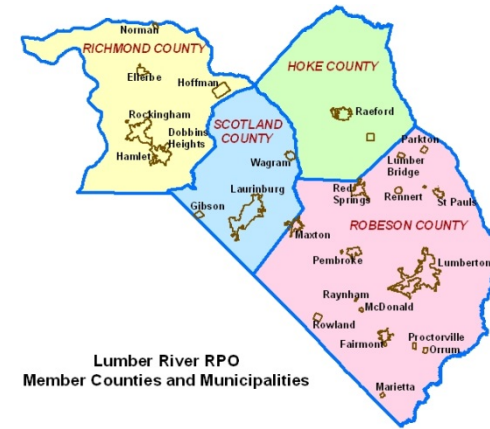 Norman
RICHMOND COUNTY
Ellerbe
Hoffman
HOKE COUNTY
Rockingham
Dobbins
Heights
Hamlet
Raeford
SCOTLAND
COUNTY
Wagram
Parkton
Lumber
Bridge
Laurinburg
Red
Springs
Rennert
St Pauls
Gibson
Maxton
ROBESON COUNTY
Pembroke
Lumberton
Raynham
McDonald
Rowland
Fairmont
Proctorville
Orrum
Marietta
Lumber River RPO
Member Counties and Municipalities